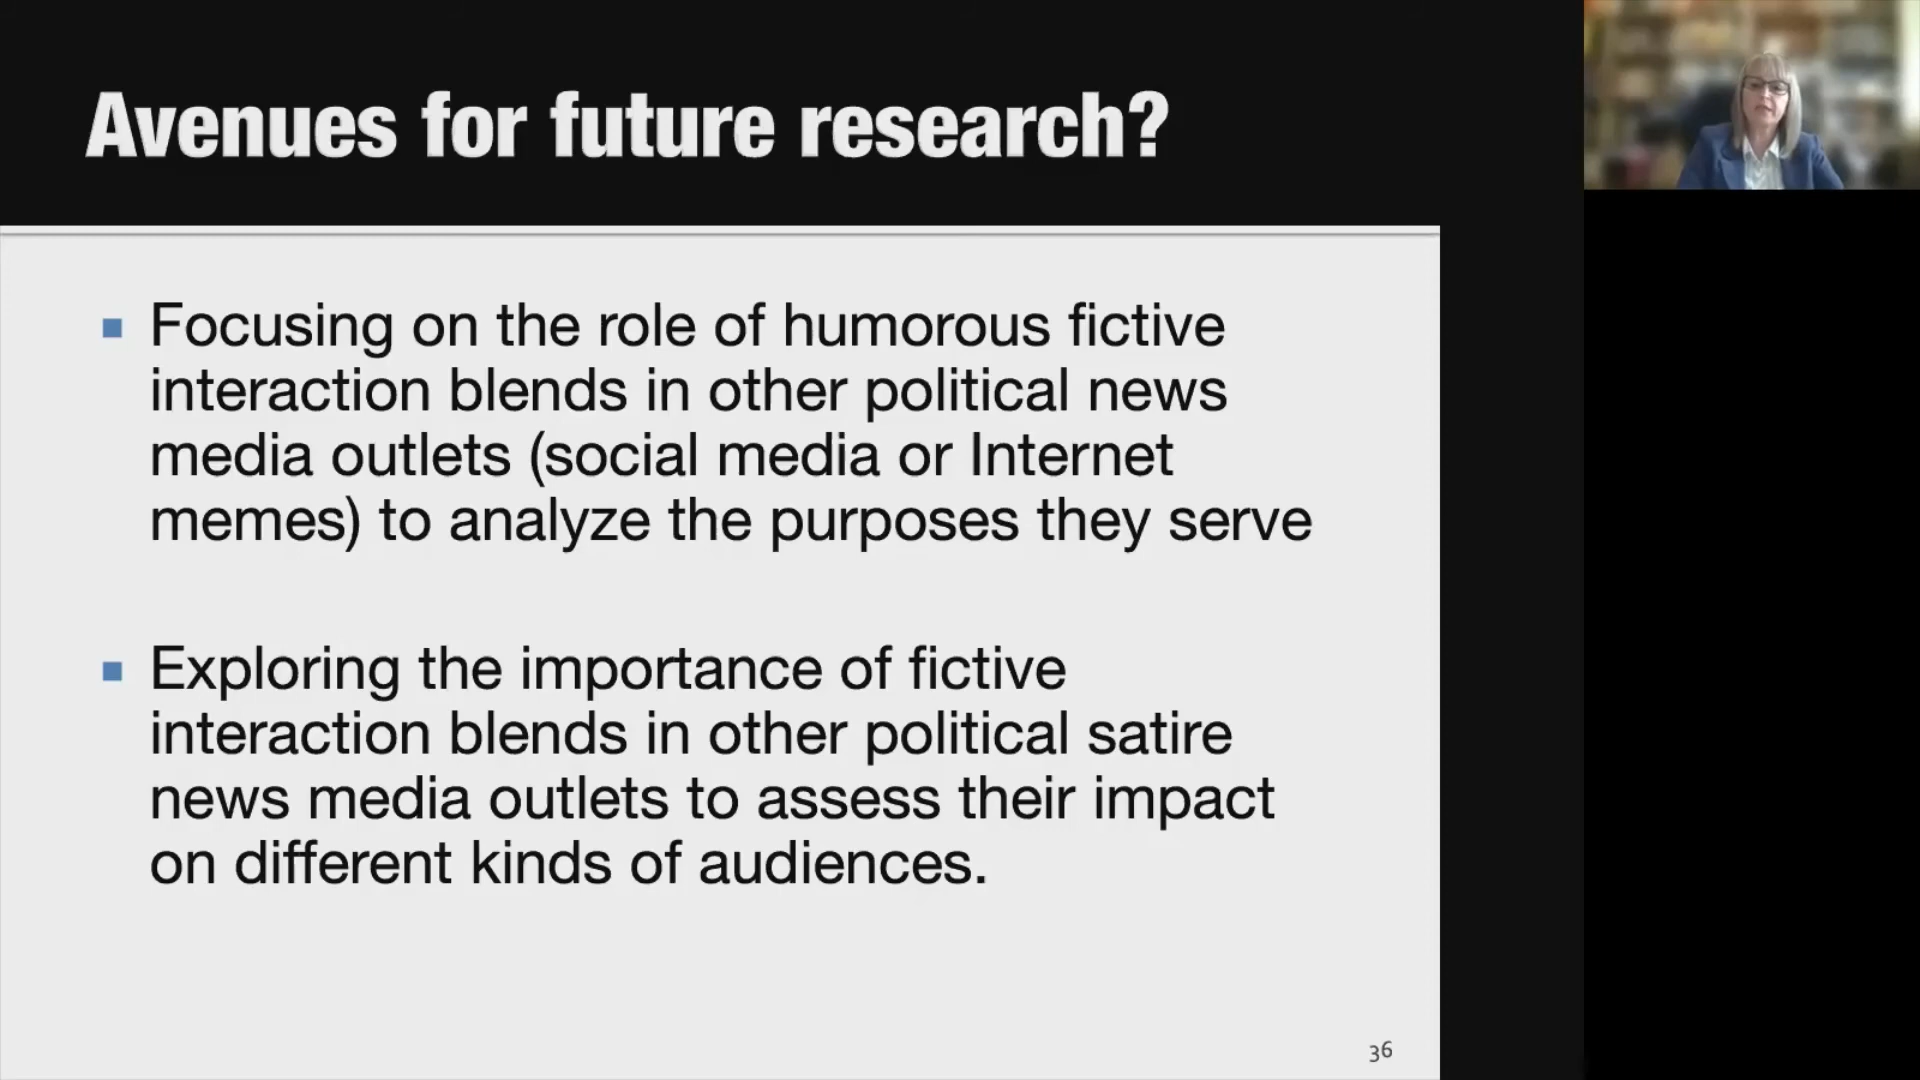 Avenues for future research?
Focusing on the role of humorous fictive
interaction blends in other political news
media outlets (social media or Internet
memes) to analyze the purposes they serve
Exploring the importance of fictive
interaction blends in other political satire
news media outlets to assess their impact
on different kinds of audiences.
36